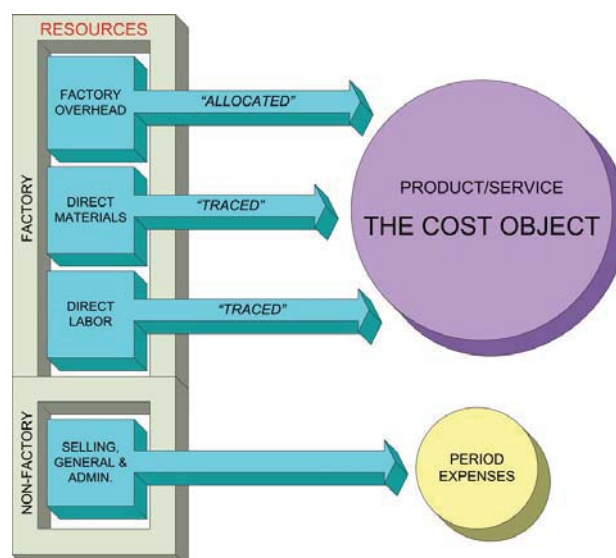 RESOURCES
FACTORY
FACTORY
OVERHEAD
"ALLOCATED"
DIRECT
MATERIALS
"TRACED"
DIRECT
LABOR
"TRACED"
PRODUCT/SERVICE
THE COST OBJECT
NON-FACTORY
SELLING,
GENERAL &
ADMIN.
PERIOD
EXPENSES